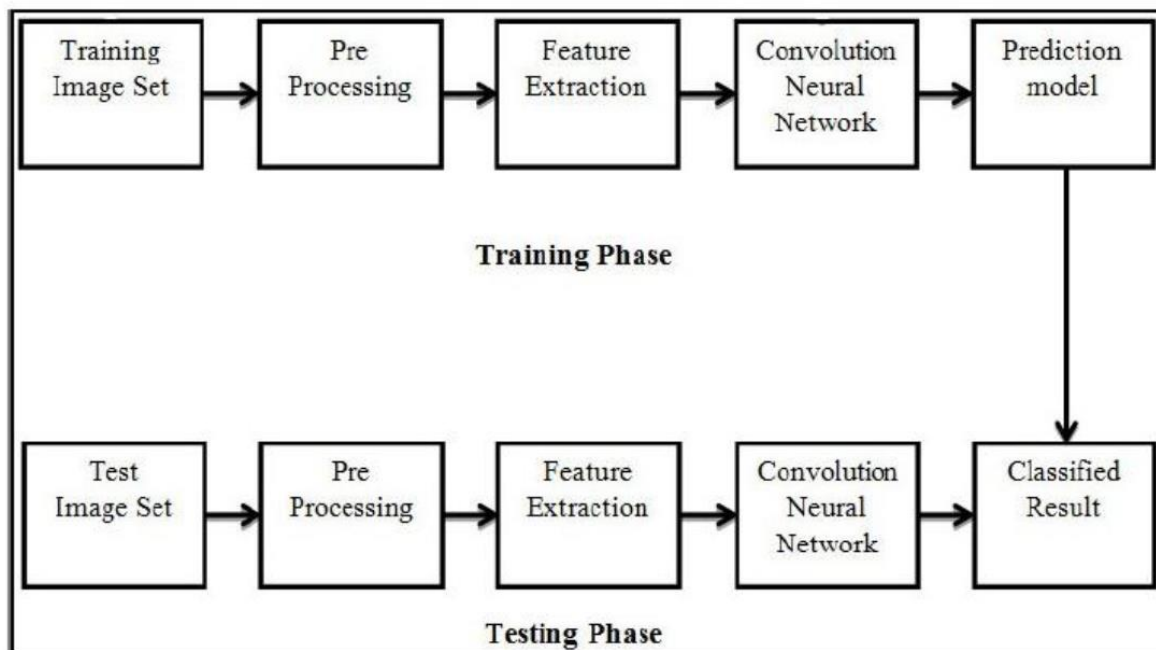 Training
Image Set
Pre
Processing
Feature
Extraction
Convolution
Neural
Network
Prediction
model
Training Phase
Test
Image Set
Pre
Processing
Feature
Extraction
Convolution
Neural
Network
Classified
Result
Testing Phase